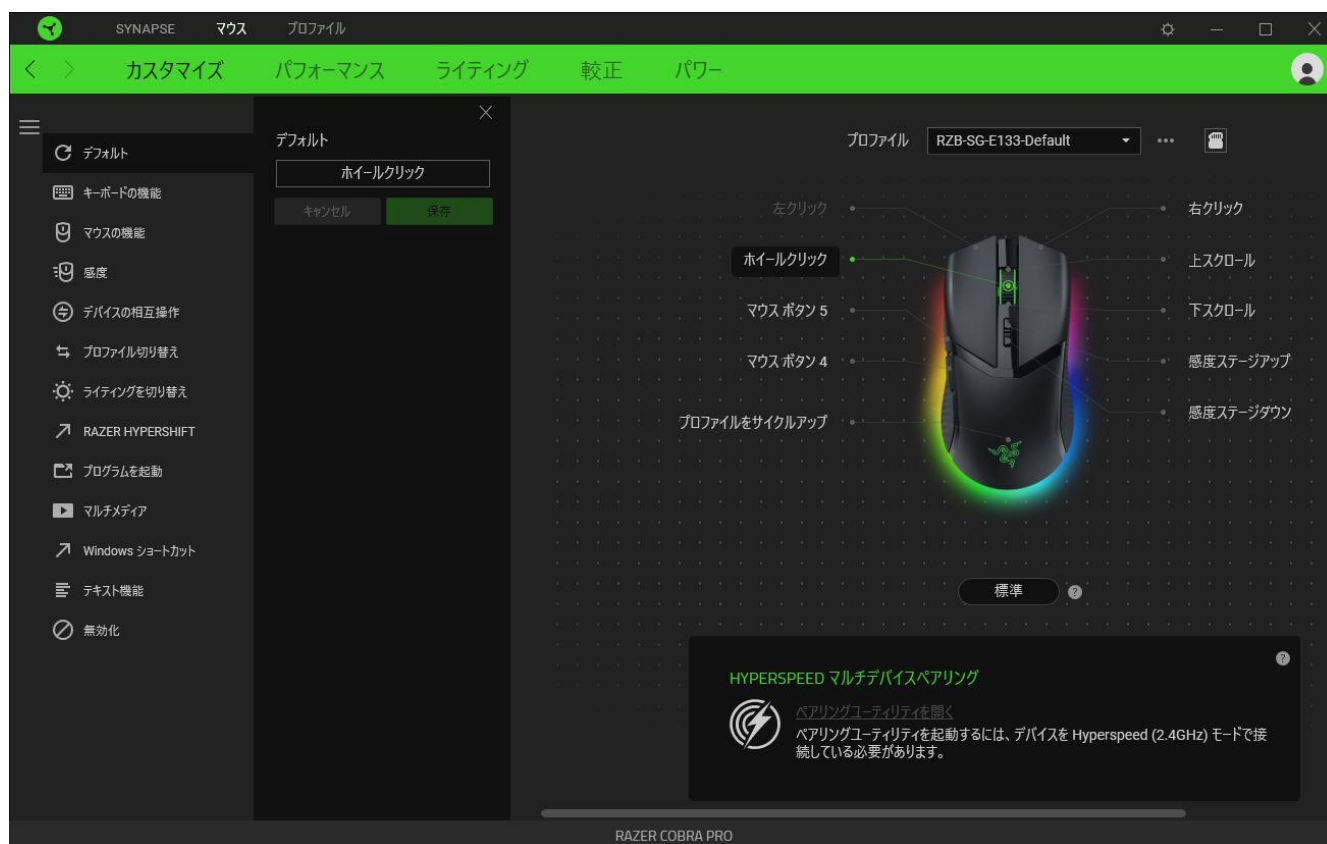 SYNAPSE マウス プロファイル
カスタマイズ パフォーマンス ライティング 較正 パワー
デフォルト
キーボードの機能
マウスの機能
感度
デバイスの相互操作
プロファイル切り替え
ライティングを切り替え
RAZER HYPERSHIFT
プログラムを起動
マルチメディア
Windows ショートカット
テキスト機能
無効化
デフォルト
ホイールクリック
キャンセル 保存
プロファイル RZB-SG-E133-Default
左クリック
ホイールクリック
マウス ボタン 5
マウス ボタン 4
プロファイルをサイクルアップ
右クリック
上スクロール
下スクロール
感度ステージアップ
感度ステージダウン
標準 ?
?
HYPERSPEED マルチデバイスペアリング
ペアリングユーティリティを開く
ペアリングユーティリティを起動するには、デバイスを Hyperspeed (2.4GHz) モードで接
続している必要があります。
RAZER COBRA PRO